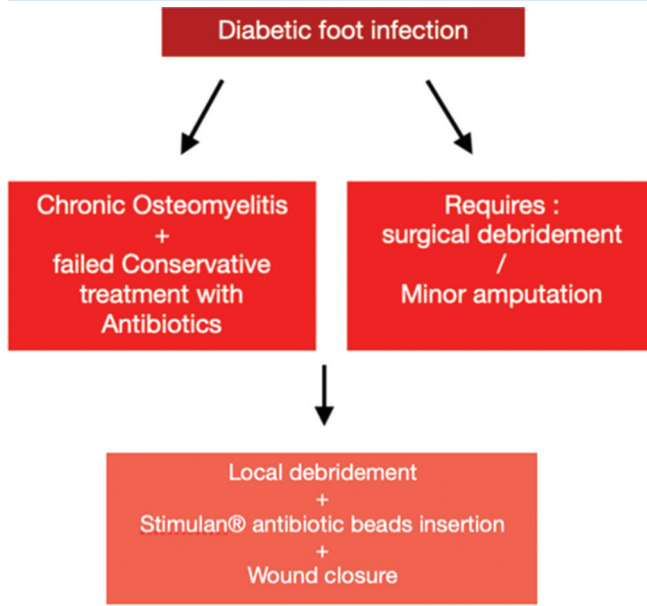 Diabetic foot infection
Chronic Osteomyelitis
+
failed Conservative
treatment with
Antibiotics
Requires :
surgical debridement
/
Minor amputation
Local debridement
+
Stimulan® antibiotic beads insertion
+
Wound closure